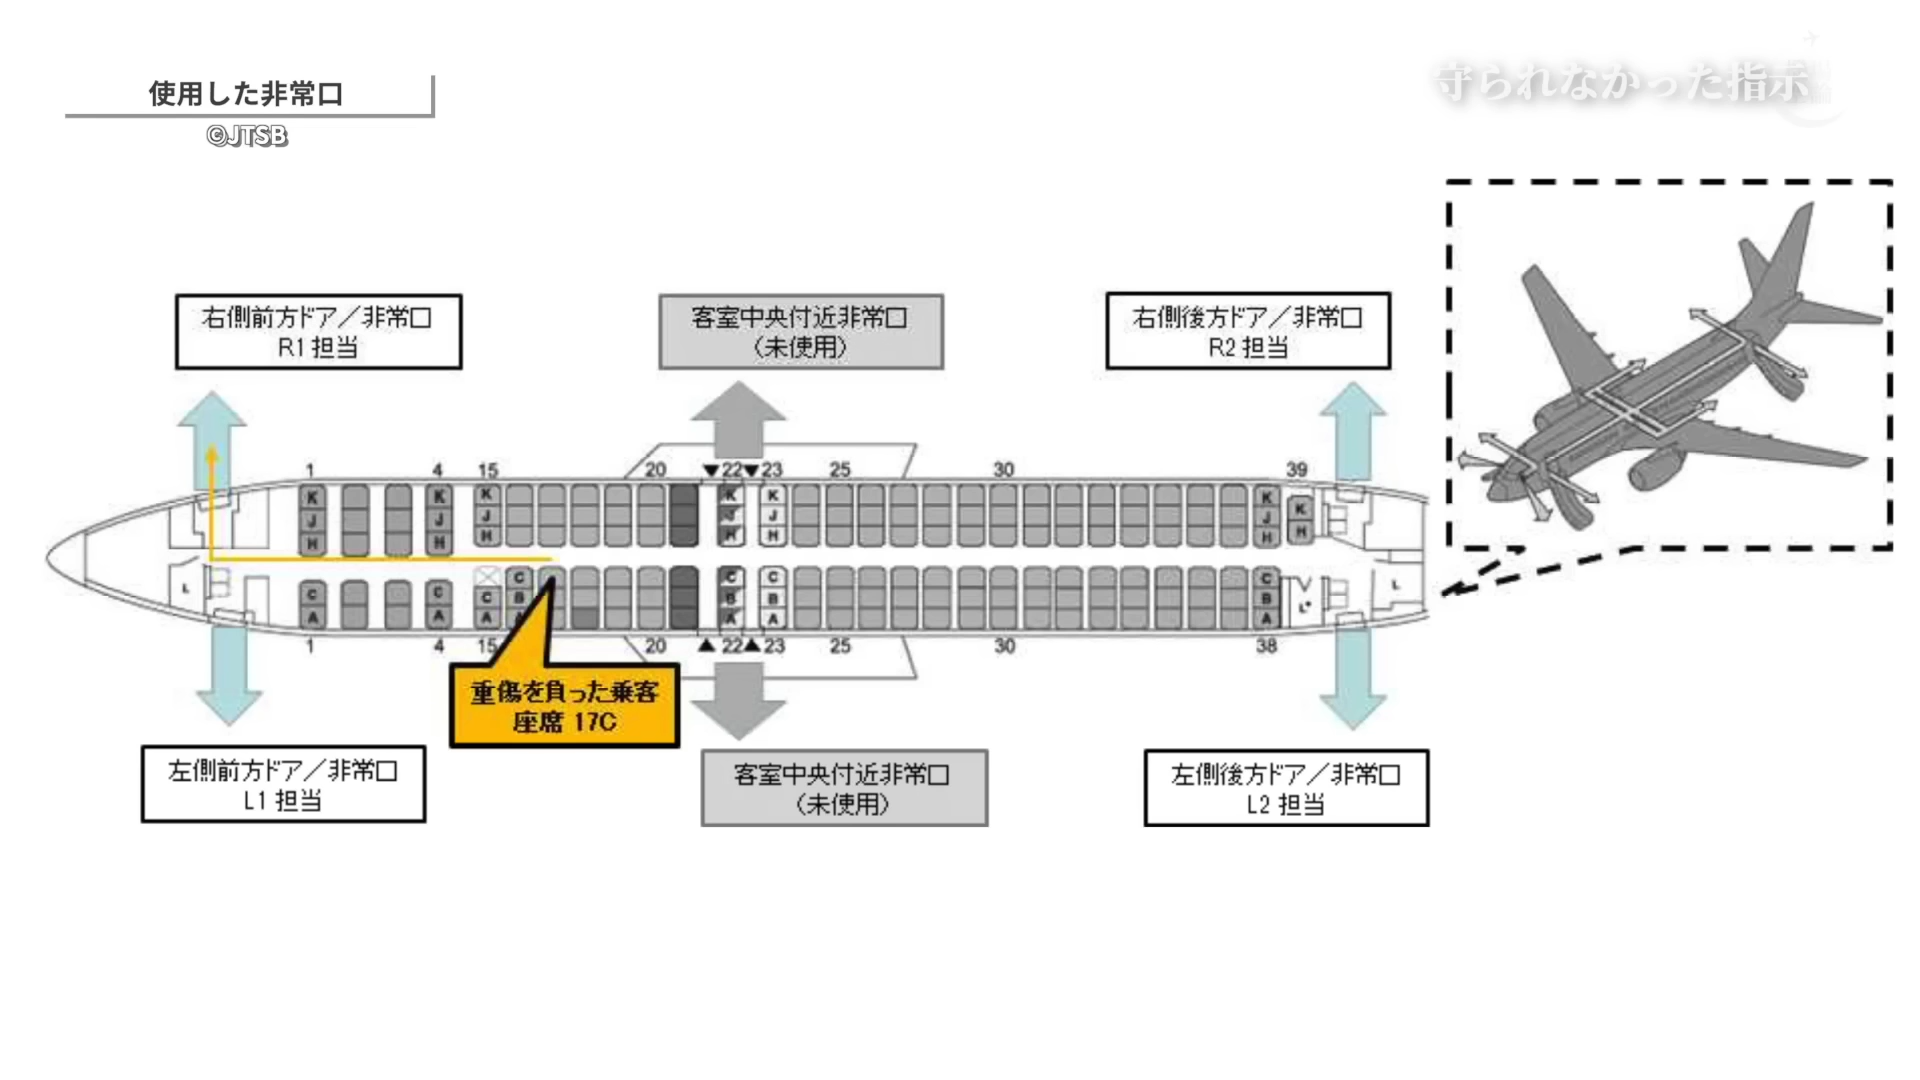 使用した非常口
©JTSB
守られなかった指示
右側前方ドア／非常口
R1 担当
客室中央付近非常口
（未使用）
右側後方ドア／非常口
R2 担当
1 4 15 20 22 23 25 30 39
K K K K K K K
J J J J J J H
H H H H H H
C C C C C C
C A A B B B
A A A A A
L L L*
1 4 15 20 22 23 25 30 38
重傷を負った乗客
座席 17C
左側前方ドア／非常口
L1 担当
客室中央付近非常口
（未使用）
左側後方ドア／非常口
L2 担当